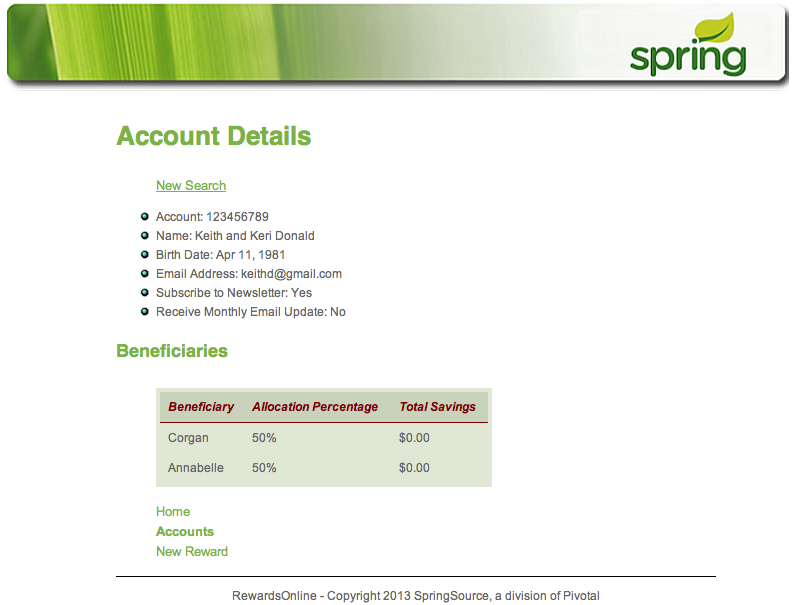 spring
Account Details
New Search
Account: 123456789
Name: Keith and Keri Donald
Birth Date: Apr 11, 1981
Email Address: keithd@gmail.com
Subscribe to Newsletter: Yes
Receive Monthly Email Update: No
Beneficiaries
Beneficiary Allocation Percentage Total Savings
Corgan 50% $0.00
Annabelle 50% $0.00
Home
Accounts
New Reward
RewardsOnline - Copyright 2013 SpringSource, a division of Pivotal